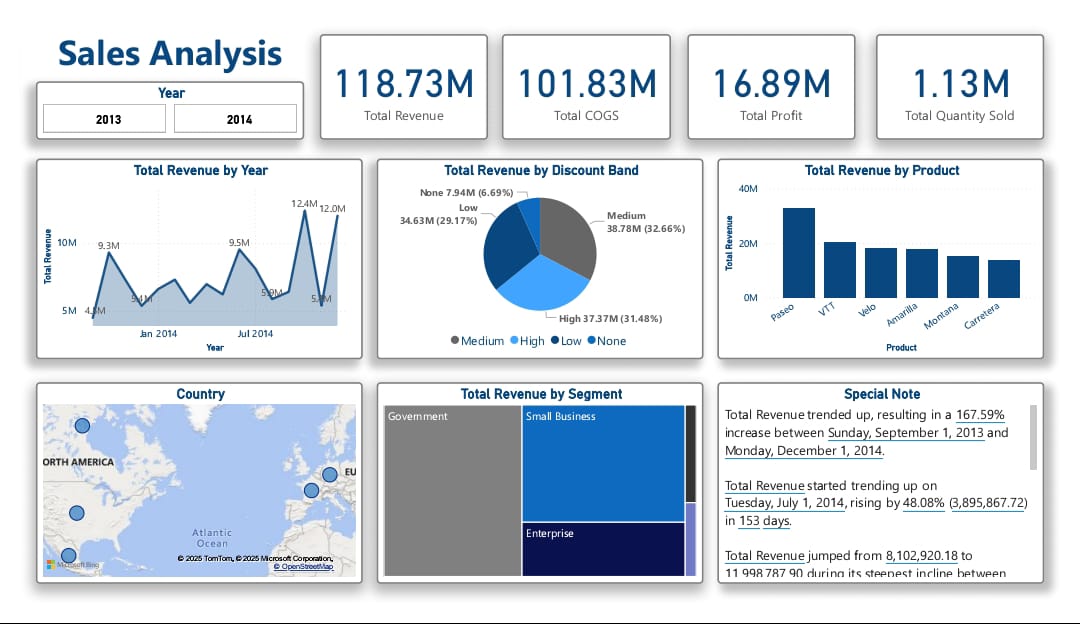 Sales Analysis
Year
2013
2014
118.73M
Total Revenue
101.83M
Total COGS
16.89M
Total Profit
1.13M
Total Quantity Sold
Total Revenue by Year
Total Revenue
10M
5M
9.3M
9.5M
12.4M
12.0M
Jan 2014
Jul 2014
Year
Total Revenue by Discount Band
None 7.94M (6.69%)
Low
34.63M (29.17%)
Medium
38.78M (32.66%)
High 37.37M (31.48%)
Medium
High
Low
None
Total Revenue by Product
Total Revenue
40M
20M
0M
Paseo
VTT
Velo
Amarilla
Montana
Carretera
Product
Country
ORTH AMERICA
EU
Atlantic
Ocean
Microsoft Bing
© 2025 TomTom, © 2025 Microsoft Corporation,
© OpenStreetMap
Total Revenue by Segment
Government
Small Business
Enterprise
Special Note
Total Revenue trended up, resulting in a 167.59%
increase between Sunday, September 1, 2013 and
Monday, December 1, 2014.
Total Revenue started trending up on
Tuesday, July 1, 2014, rising by 48.08% (3,895,867.72)
in 153 days.
Total Revenue jumped from 8,102,920.18 to
11,998,787.90 during its steepest incline between